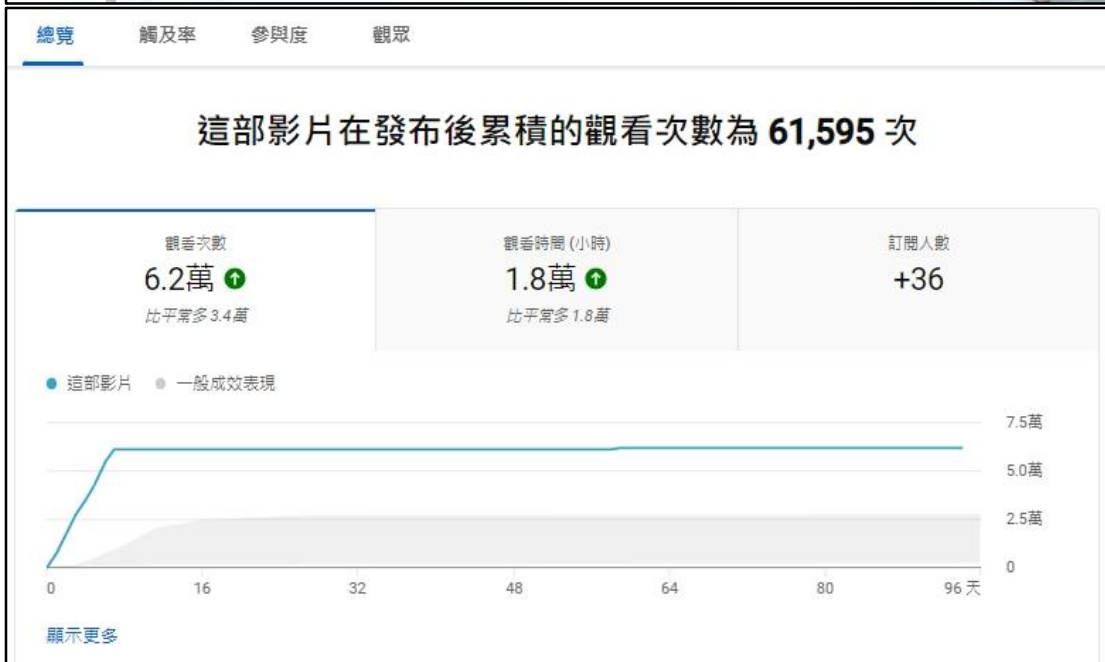 總覽 觸及率 參與度 觀眾
這部影片在發布後累積的觀看次數為 61,595 次
觀看次數 觀看時間 (小時) 訂閱人數
6.2萬 1.8萬 +36
比平常多 3.4萬 比平常多 1.8萬
這部影片 一般成效表現
7.5萬
5.0萬
2.5萬
0
0 16 32 48 64 80 96 天
顯示更多